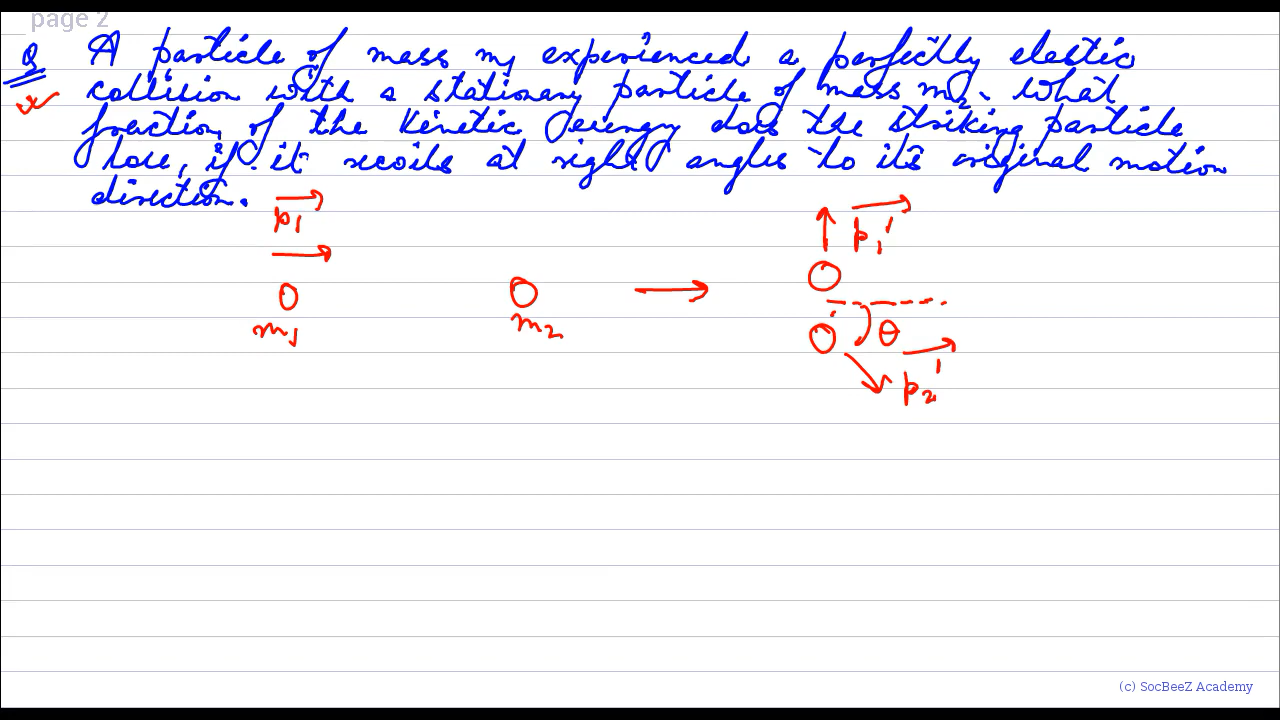 page 2
Q A particle of mass m₁ experienced a perfectly elastic
collision with a stationary particle of mass m₂. What
fraction of the kinetic energy does the striking particle
lose, if it recoils at right angles to its original motion
direction.
p₁
p₁'
m₁
m₂
θ
p₂'
(c) SocBeeZ Academy